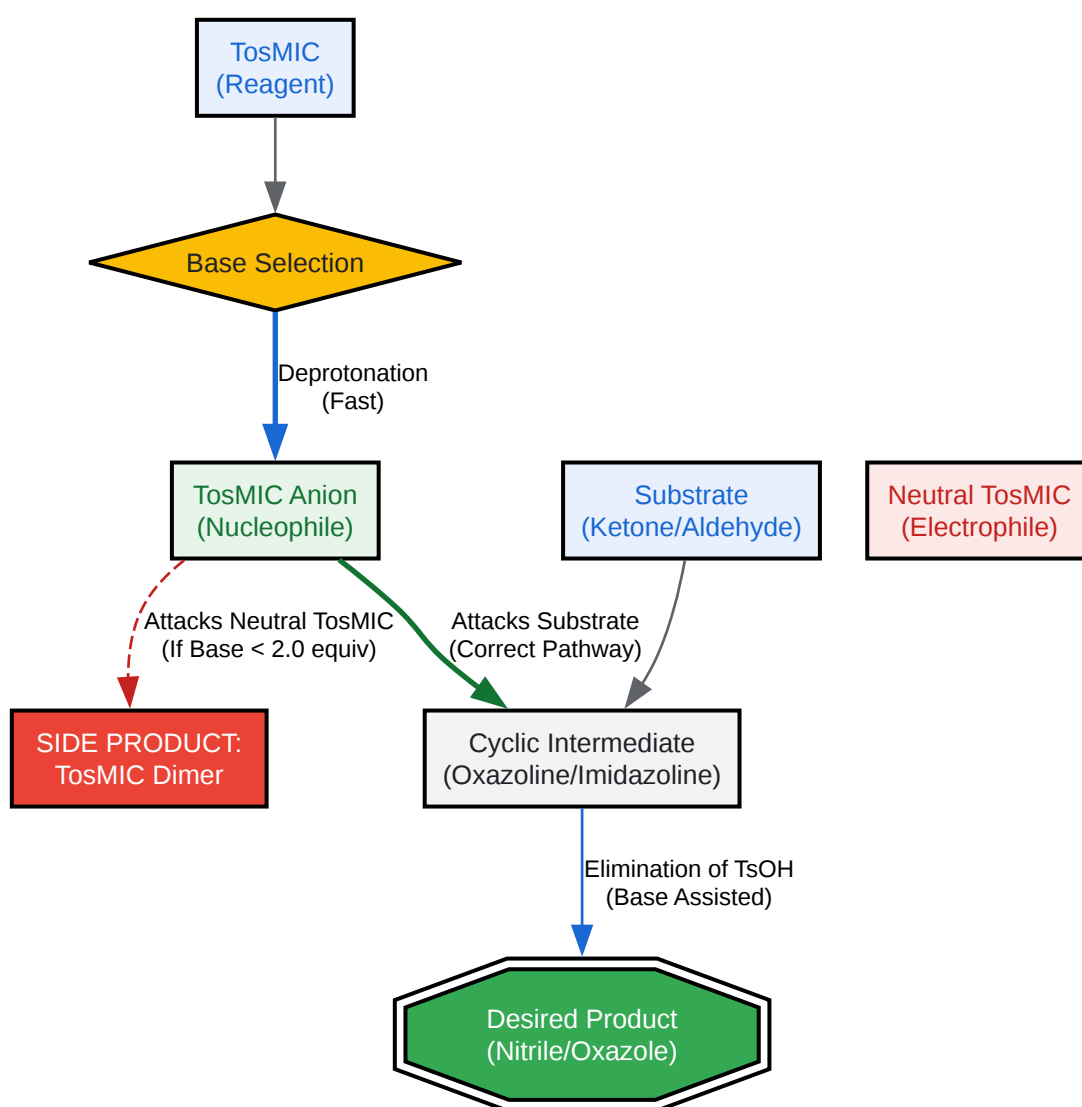 TosMIC
(Reagent)
Base Selection
Deprotonation
(Fast)
TosMIC Anion
(Nucleophile)
Substrate
(Ketone/Aldehyde)
Neutral TosMIC
(Electrophile)
Attacks Neutral TosMIC
(If Base < 2.0 equiv)
Attacks Substrate
(Correct Pathway)
SIDE PRODUCT:
TosMIC Dimer
Cyclic Intermediate
(Oxazoline/Imidazoline)
Elimination of TsOH
(Base Assisted)
Desired Product
(Nitrile/Oxazole)